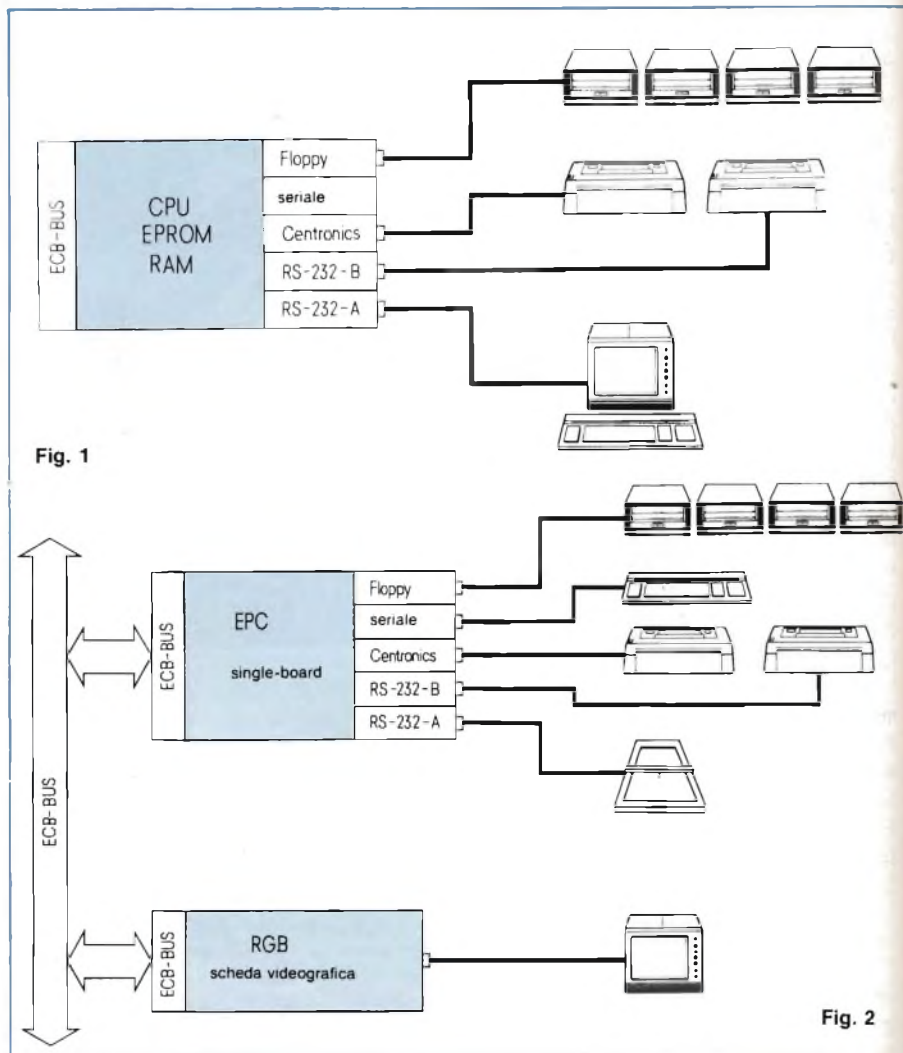 ECB-BUS
CPU
EPROM
RAM
Floppy
seriale
Centronics
RS-232-B
RS-232-A
Fig. 1
ECB-BUS
ECB-BUS
EPC
single-board
Floppy
seriale
Centronics
RS-232-B
RS-232-A
ECB-BUS
RGB
scheda videografica
Fig. 2